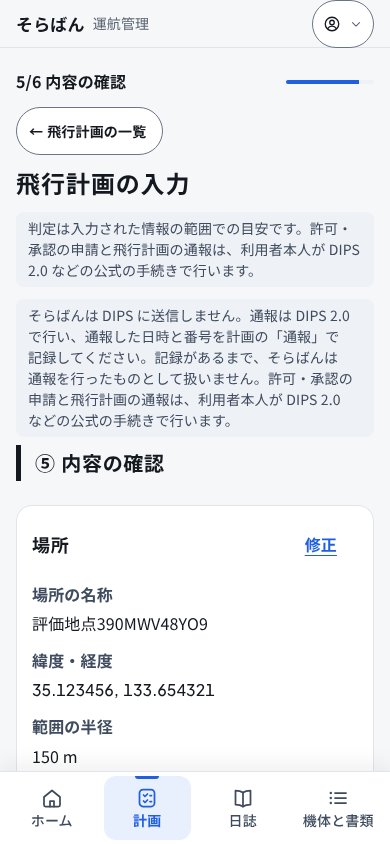 そらばん 運航管理
5/6 内容の確認
← 飛行計画の一覧
飛行計画の入力
判定は入力された情報の範囲での目安です。許可・
承認の申請と飛行計画の通報は、利用者本人が DIPS
2.0 などの公式の手続きで行います。
そらばんは DIPS に送信しません。通報は DIPS 2.0
で行い、通報した日時と番号を計画の「通報」で
記録してください。記録があるまで、そらばんは
通報を行ったものとして扱いません。許可・承認の
申請と飛行計画の通報は、利用者本人が DIPS 2.0
などの公式の手続きで行います。
⑤ 内容の確認
場所 修正
場所の名称
評価地点390MWV48YO9
緯度・経度
35.123456, 133.654321
範囲の半径
150 m
ホーム 計画 日誌 機体と書類